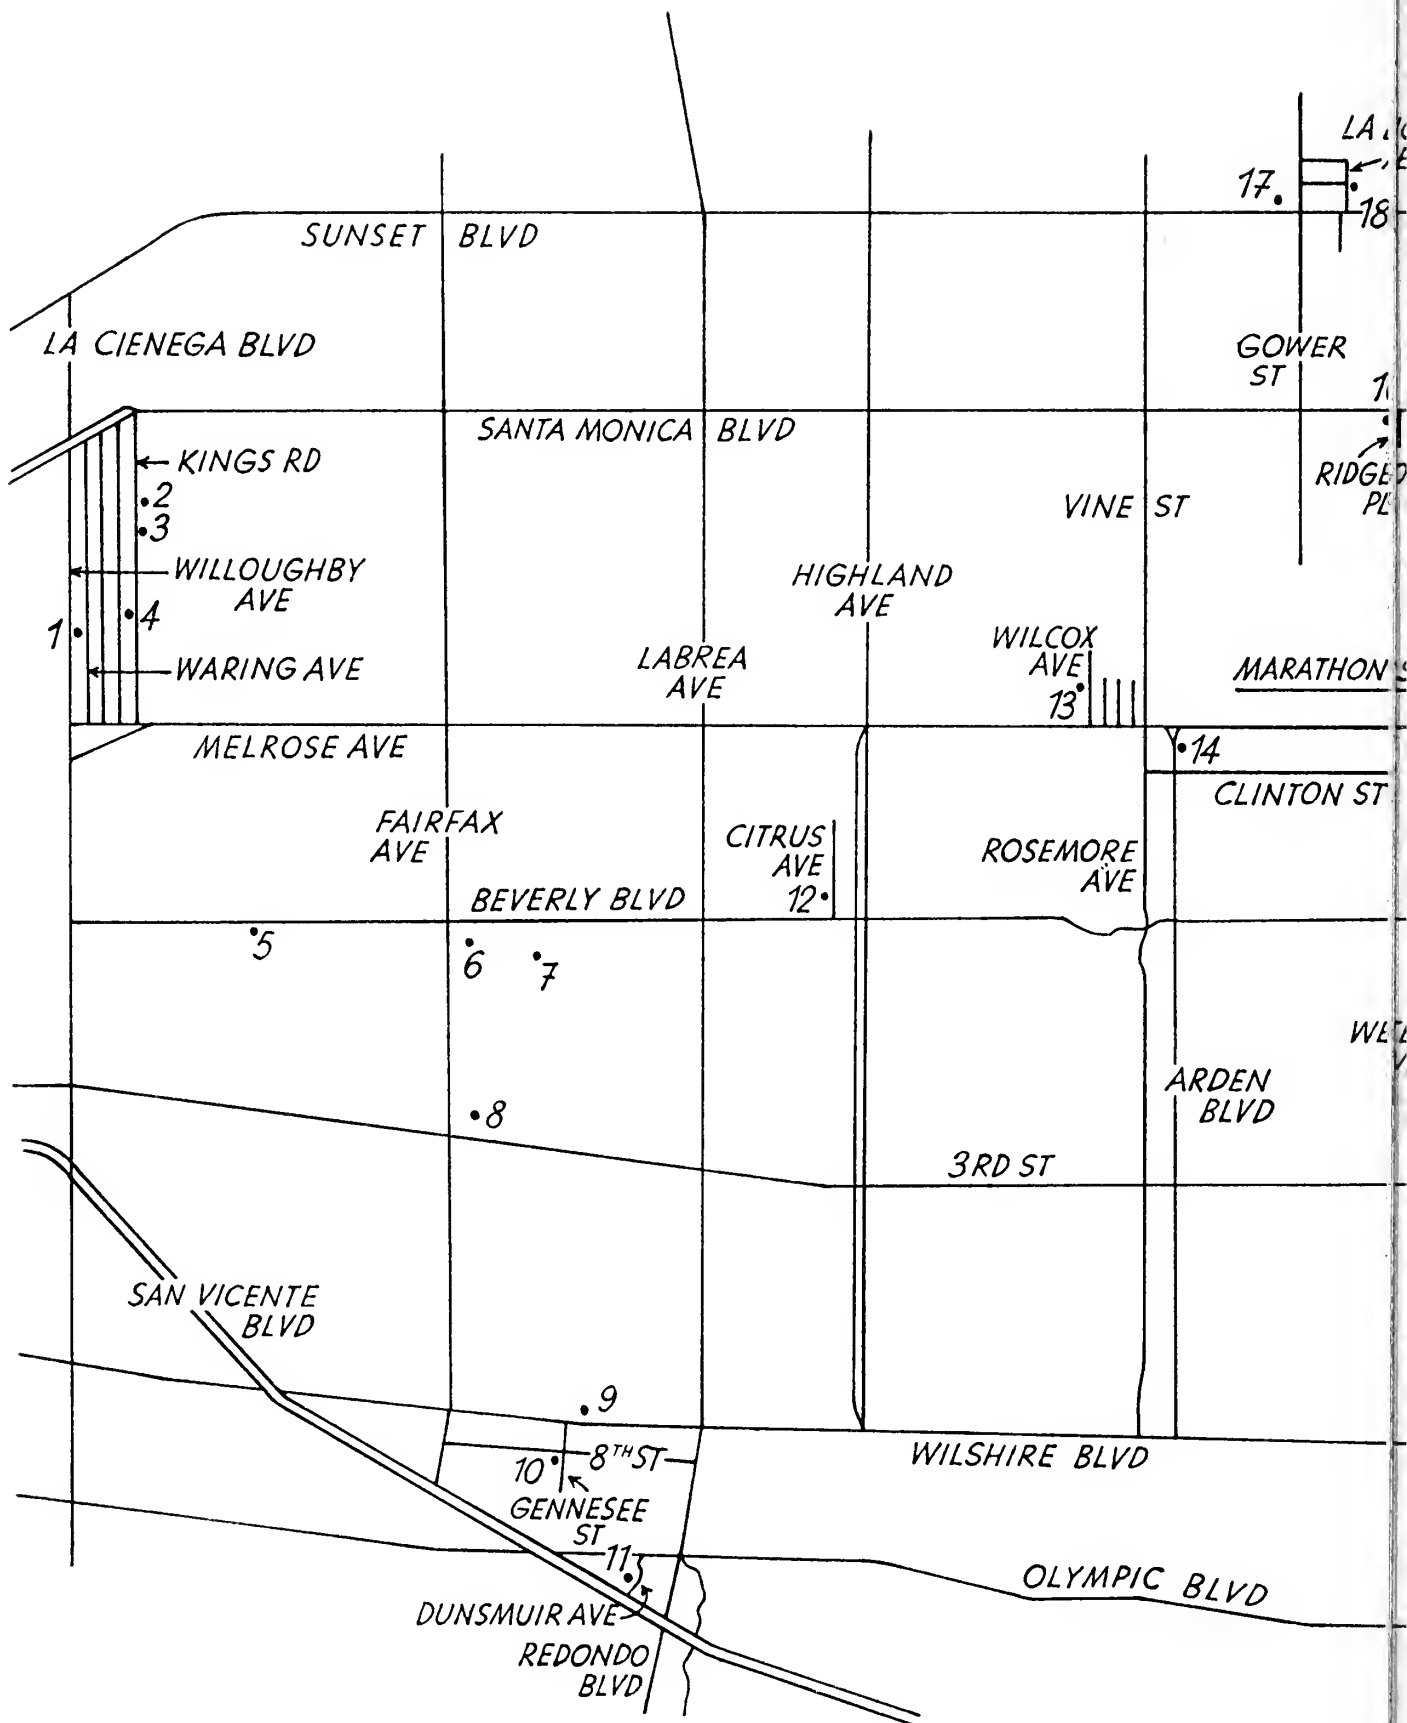 17
18
SUNSET BLVD
LA CIENEGA BLVD
GOWER
ST
SANTA MONICA BLVD
KINGS RD
2
3
VINE ST
WILLOUGHBY
AVE
HIGHLAND
AVE
4
1
WARING AVE
LABREA
AVE
WILCOX
AVE
13
MARATHON
MELROSE AVE
14
CLINTON ST
FAIRFAX
AVE
CITRUS
AVE
12
ROSEMORE
AVE
BEVERLY BLVD
5
6
7
ARDEN
BLVD
8
3RD ST
SAN VICENTE
BLVD
9
8TH ST
10
WILSHIRE BLVD
GENNESEE
ST
11
OLYMPIC BLVD
DUNSMUIR AVE
REDONDO
BLVD